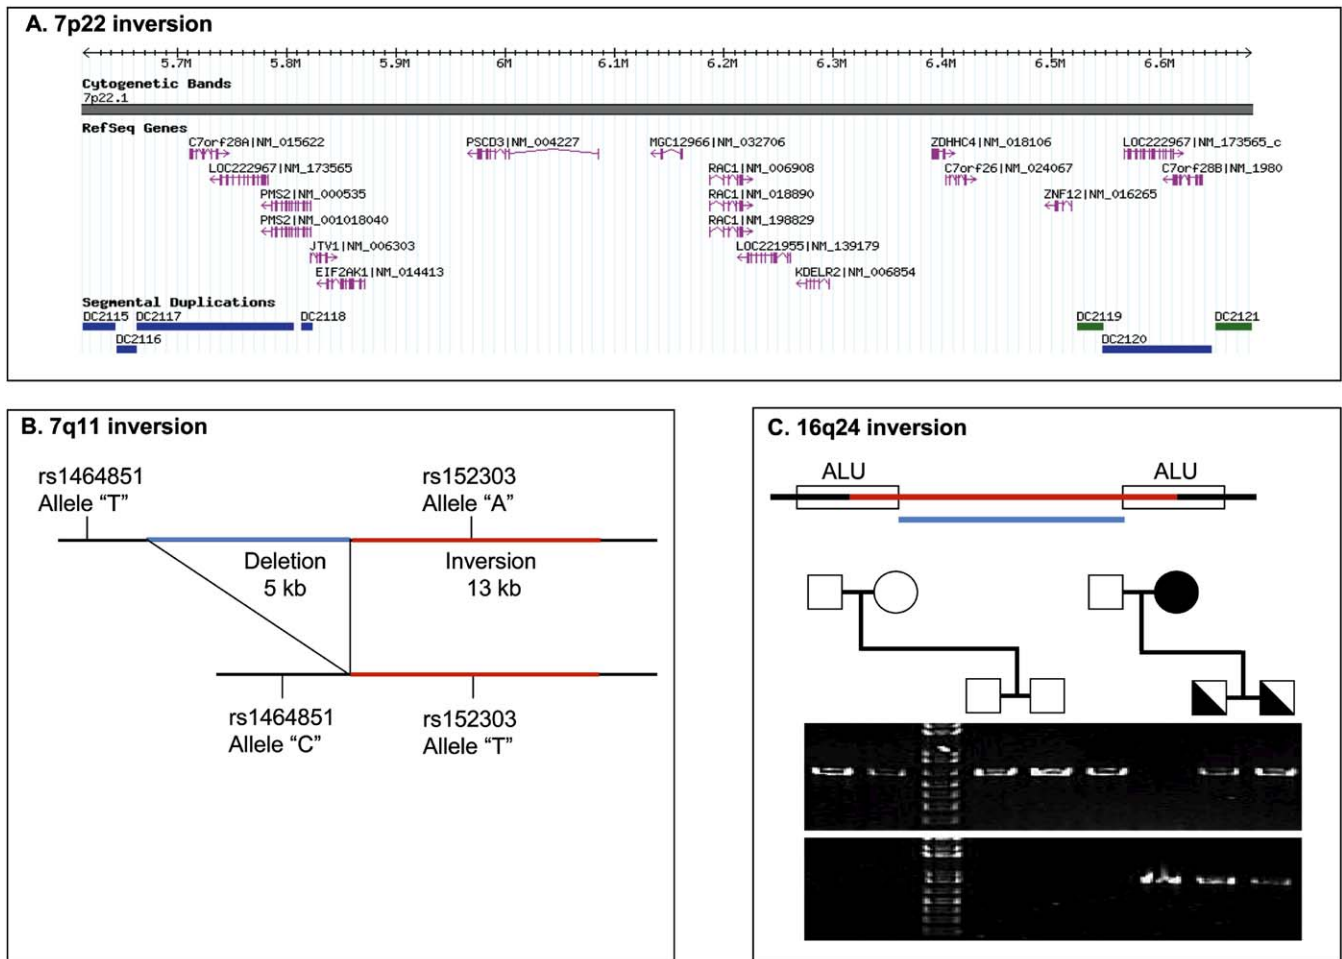 A. 7p22 inversion
5.7M 5.8M 5.9M 6M 6.1M 6.2M 6.3M 6.4M 6.5M 6.6M
Cytogenetic Bands
7p22.1
RefSeq Genes
C7orf28A|NM_015622 PSCD3|NM_004227 MGC12966|NM_032706 ZDHHC4|NM_018106 LOC222967|NM_173565_c
LOC222967|NM_173565 RAC1|NM_006908 C7orf26|NM_024067 C7orf28B|NM_1980
PMS2|NM_000535 RAC1|NM_018890 ZNF12|NM_016265
PMS2|NM_001018040 RAC1|NM_198829
JTV1|NM_006303 LOC221955|NM_139179
EIF2AK1|NM_014413 KDELR2|NM_006854
Segmental Duplications
DC2115 DC2117 DC2118 DC2119 DC2121
DC2116 DC2120
B. 7q11 inversion
rs1464851 rs152303
Allele “T” Allele “A”
Deletion Inversion
5 kb 13 kb
rs1464851 rs152303
Allele “C” Allele “T”
C. 16q24 inversion
ALU ALU